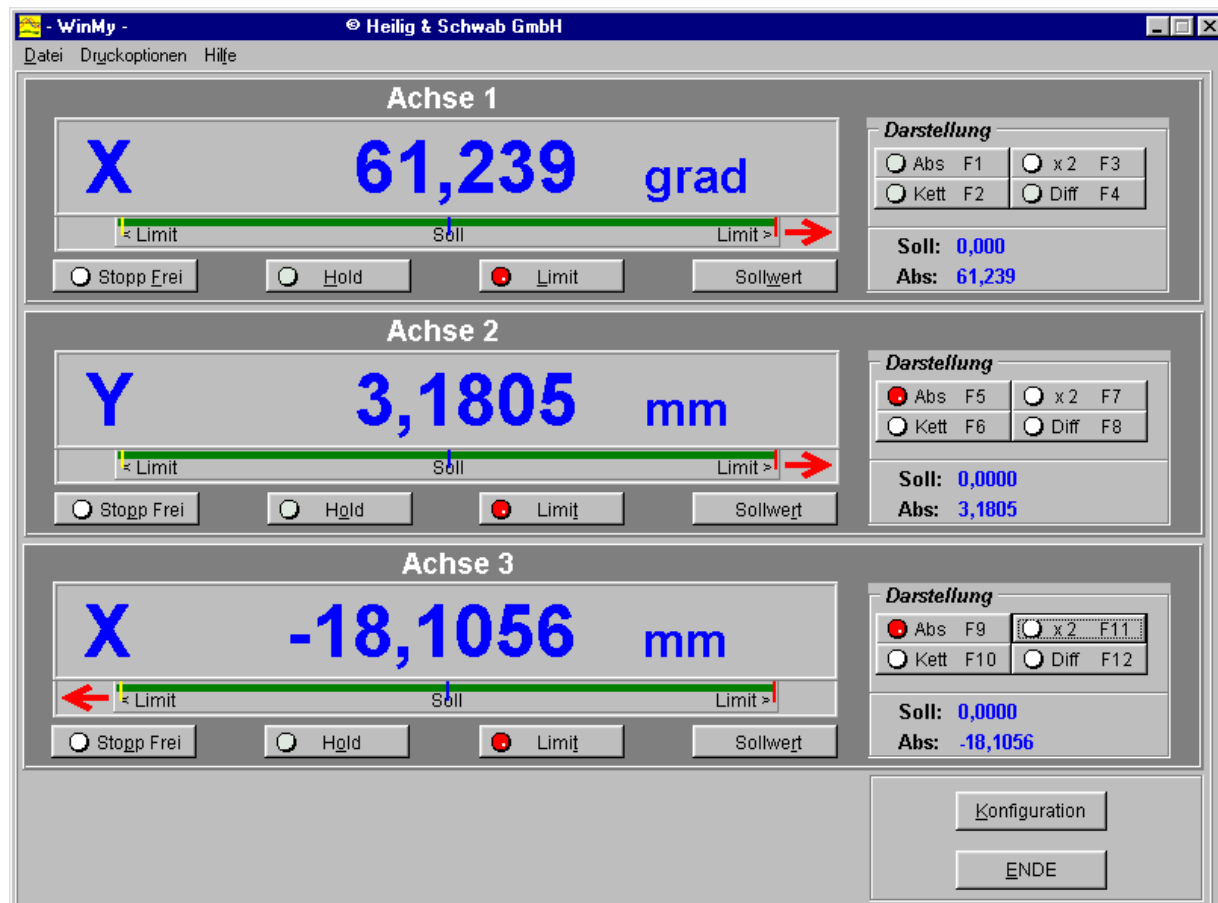 - WinMy - © Heilig & Schwab GmbH
Datei Druckoptionen Hilfe
Achse 1
X 61,239 grad
< Limit Soll Limit >
Stopp Frei Hold Limit Sollwert
Darstellung
Abs F1 x 2 F3
Kett F2 Diff F4
Soll: 0,000
Abs: 61,239
Achse 2
Y 3,1805 mm
< Limit Soll Limit >
Stopp Frei Hold Limit Sollwert
Darstellung
Abs F5 x 2 F7
Kett F6 Diff F8
Soll: 0,0000
Abs: 3,1805
Achse 3
X -18,1056 mm
< Limit Soll Limit >
Stopp Frei Hold Limit Sollwert
Darstellung
Abs F9 x 2 F11
Kett F10 Diff F12
Soll: 0,0000
Abs: -18,1056
Konfiguration
ENDE